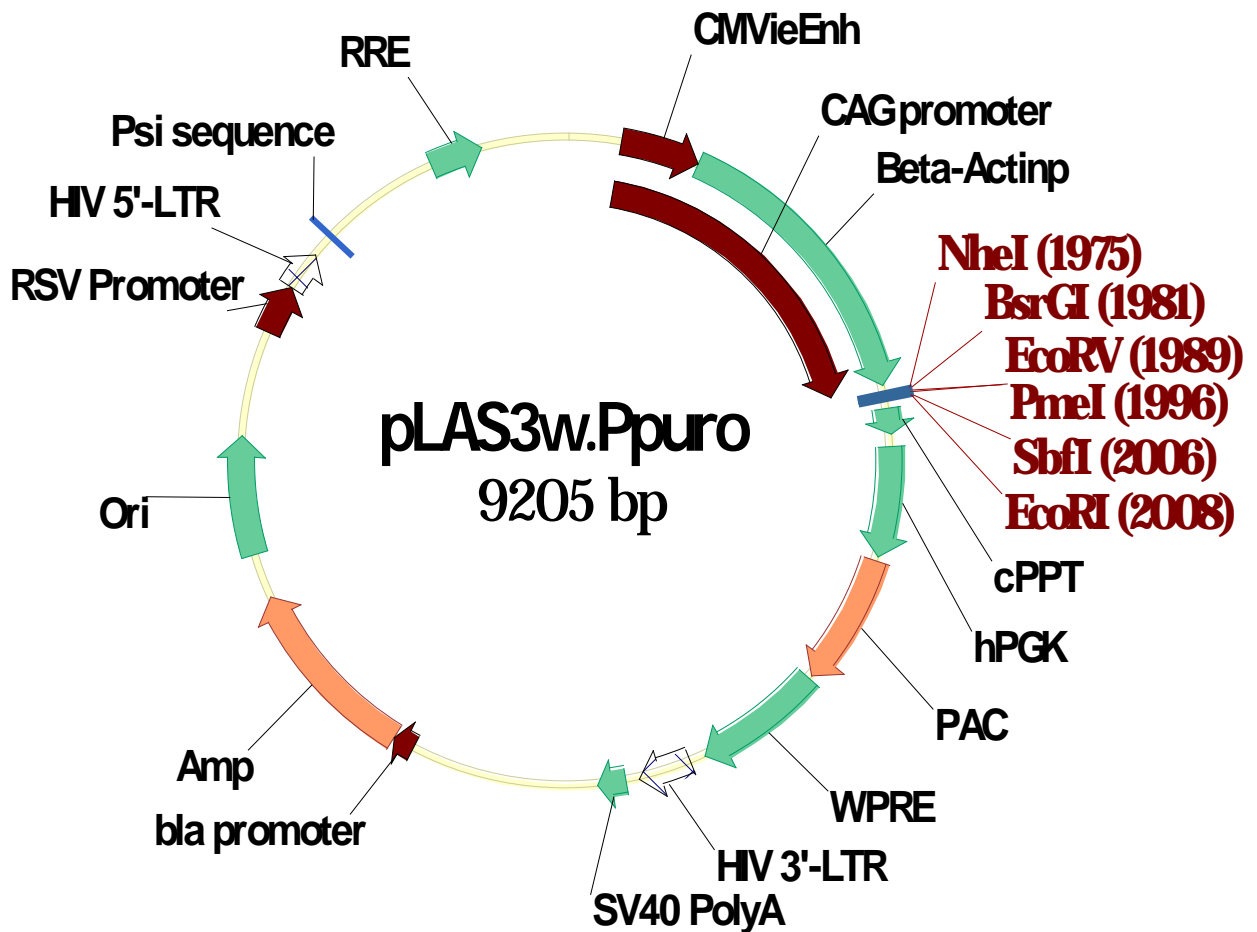 CMVieEnh
RRE
CAG promoter
Psi sequence
Beta-Actinp
HIV 5'-LTR
NheI (1975)
RSV Promoter
BsrGI (1981)
EcoRV (1989)
PmeI (1996)
pLAS3w.Ppuro
SbfI (2006)
9205 bp
EcoRI (2008)
Ori
cPPT
hPGK
PAC
Amp
WPRE
bla promoter
HIV 3'-LTR
SV40 PolyA